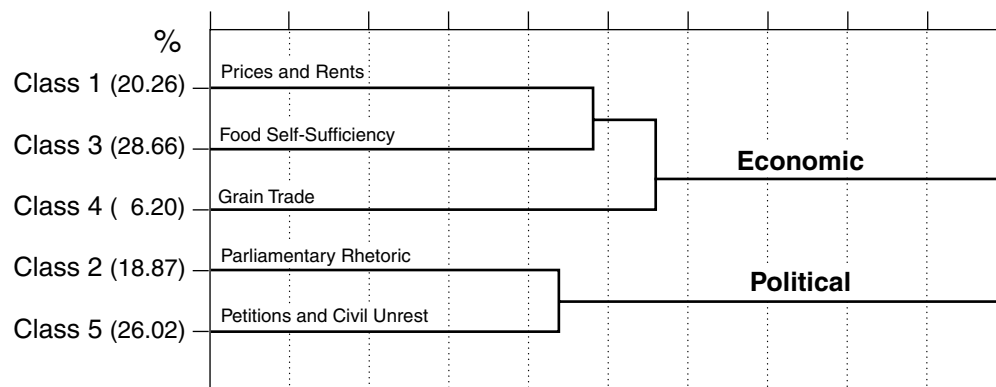 %
Class 1 (20.26) Prices and Rents
Class 3 (28.66) Food Self-Sufficiency
Economic
Class 4 ( 6.20) Grain Trade
Class 2 (18.87) Parliamentary Rhetoric
Political
Class 5 (26.02) Petitions and Civil Unrest